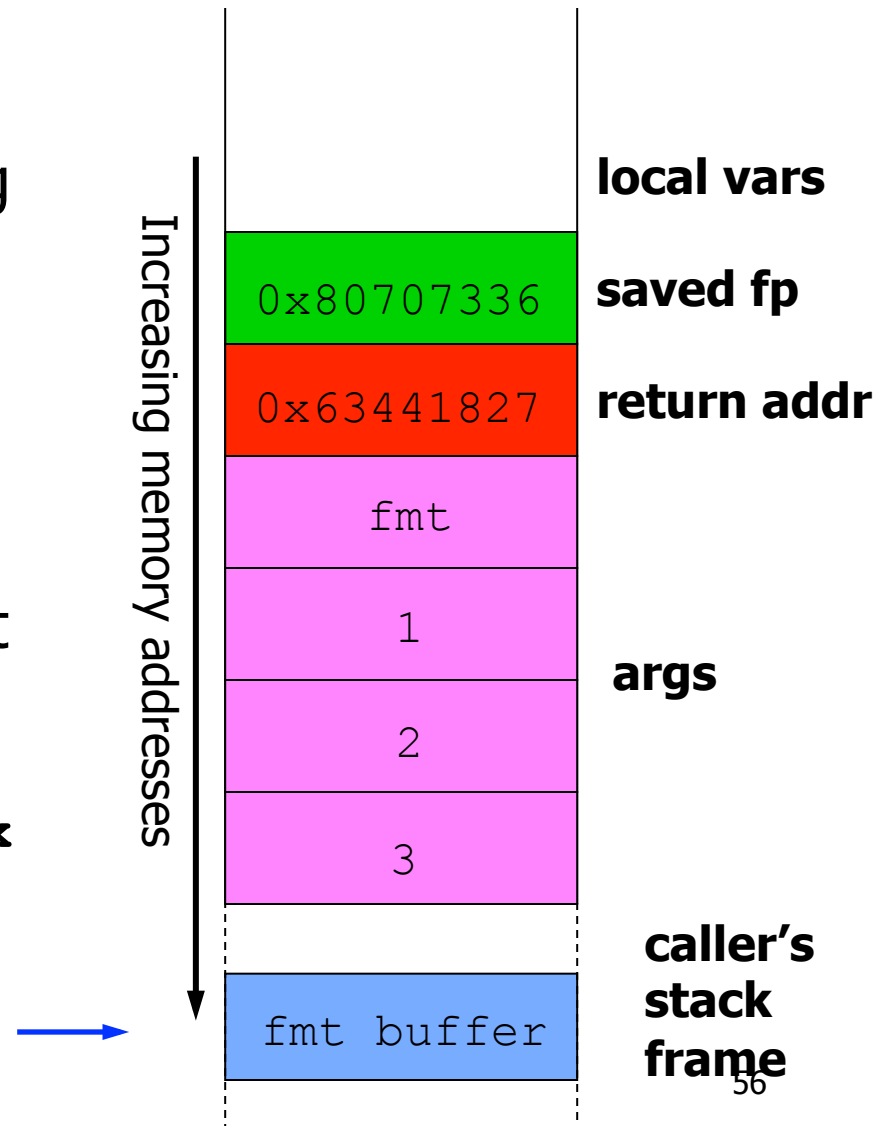 g
local vars
Increasing memory addresses
0x80707336
saved fp
0x63441827
return addr
fmt
1
t
args
2
k
3
caller’s
stack
fmt buffer
frame
56